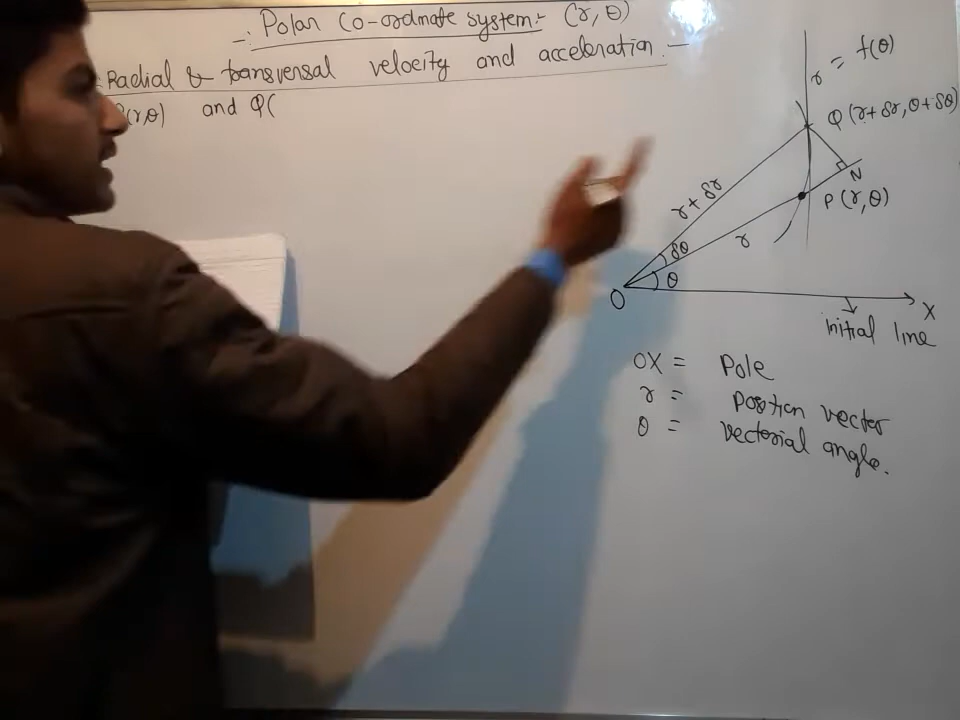 -: Polar Co-ordinate system:- (r, θ)
: Radial & transversal velocity and acceleration :-
P(r,θ) and Q(
r = f(θ)
Q (r+δr, θ+δθ)
N
P (r, θ)
r + δr
r
δθ
θ
O
X
initial line
OX = Pole
r = Position vector
θ = Vectorial angle.